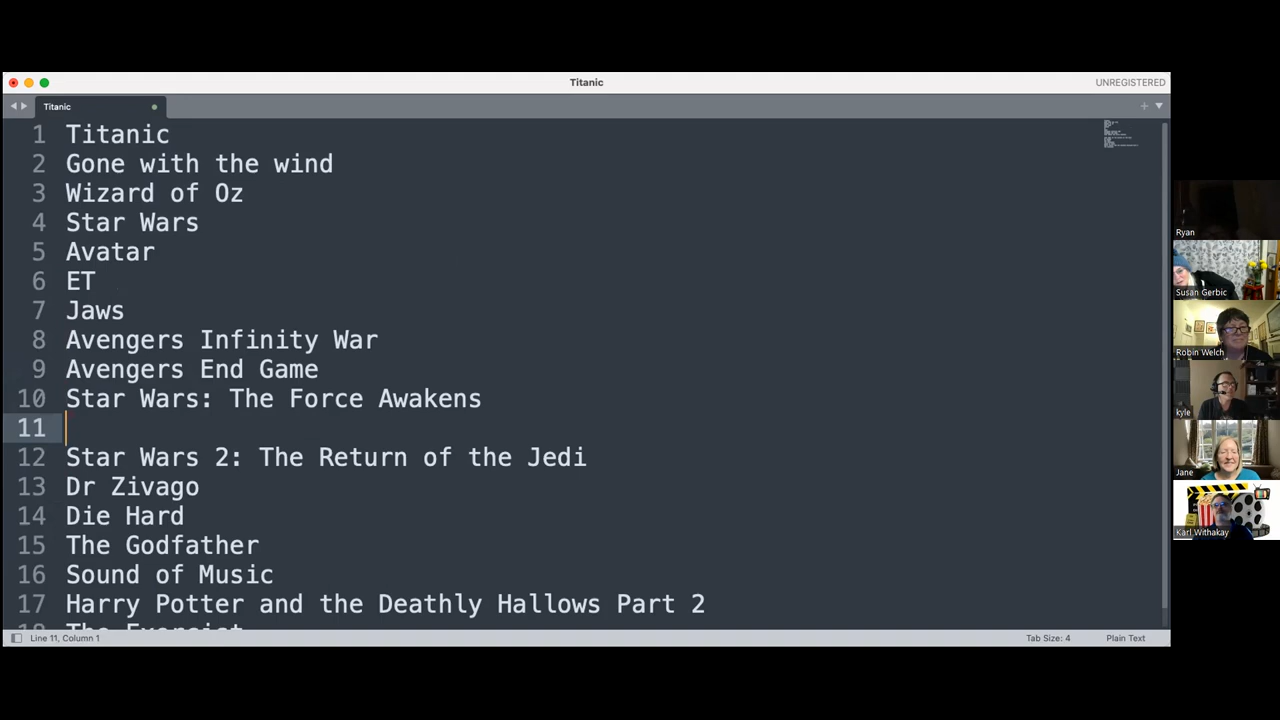 Titanic
UNREGISTERED
Titanic
1 Titanic
2 Gone with the wind
3 Wizard of Oz
4 Star Wars
5 Avatar
6 ET
7 Jaws
8 Avengers Infinity War
9 Avengers End Game
10 Star Wars: The Force Awakens
11
12 Star Wars 2: The Return of the Jedi
13 Dr Zivago
14 Die Hard
15 The Godfather
16 Sound of Music
17 Harry Potter and the Deathly Hallows Part 2
18 The Exorcist
Line 11, Column 1
Tab Size: 4
Plain Text
Ryan
Susan Gerbic
Robin Welch
kyle
Jane
Karl Withakay